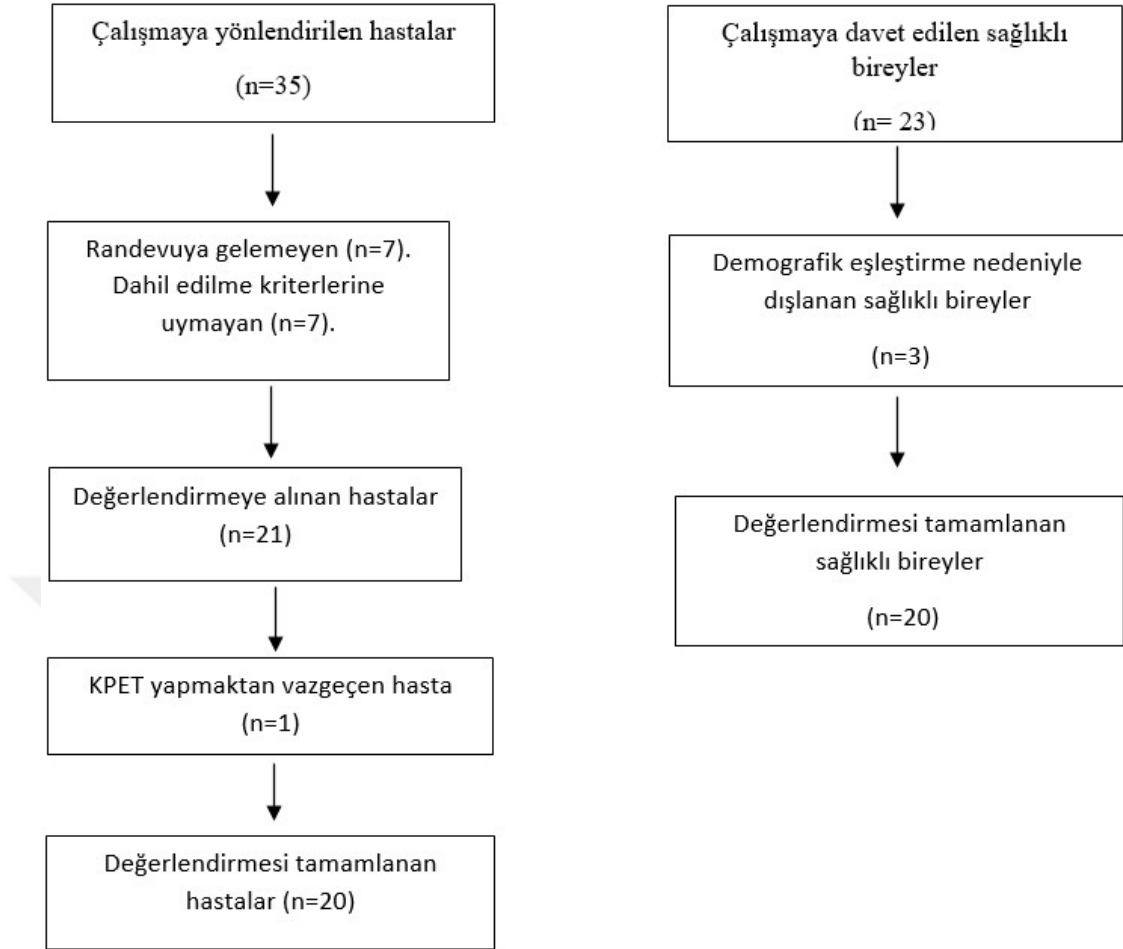 Çalışmaya yönlendirilen hastalar
(n=35)
Randevuya gelemeyen (n=7).
Dahil edilme kriterlerine
uymayan (n=7).
Değerlendirmeye alınan hastalar
(n=21)
KPET yapmaktan vazgeçen hasta
(n=1)
Değerlendirmesi tamamlanan
hastalar (n=20)
Çalışmaya davet edilen sağlıklı
bireyler
(n= 23)
Demografik eşleştirme nedeniyle
dışlanan sağlıklı bireyler
(n=3)
Değerlendirmesi tamamlanan
sağlıklı bireyler
(n=20)